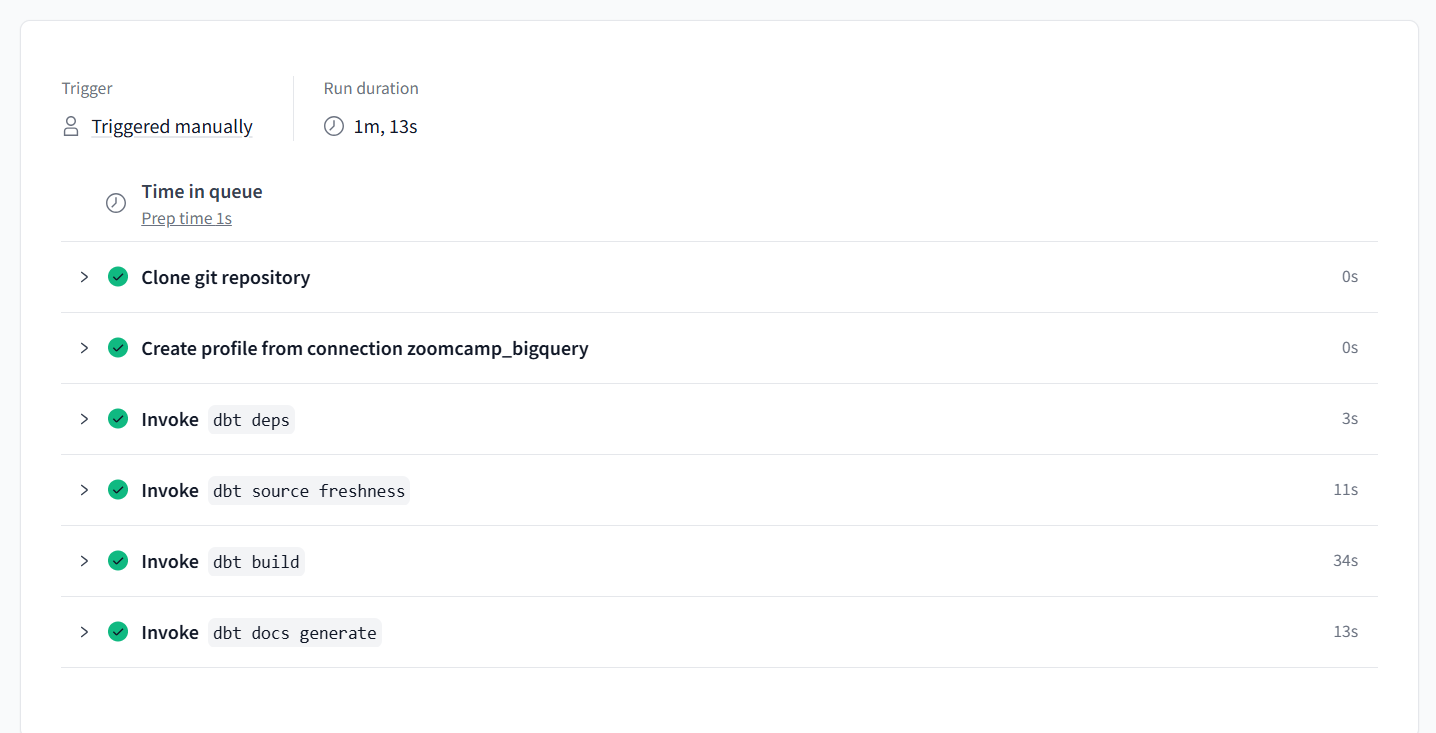 Trigger
Run duration
Triggered manually
1m, 13s
Time in queue
Prep time 1s
Clone git repository 0s
Create profile from connection zoomcamp_bigquery 0s
Invoke dbt deps 3s
Invoke dbt source freshness 11s
Invoke dbt build 34s
Invoke dbt docs generate 13s